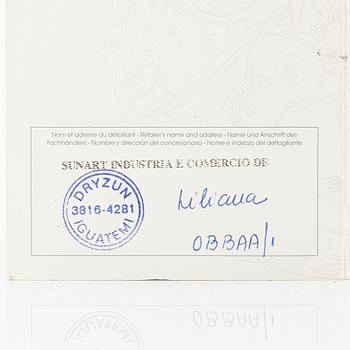 Nom et adresse du détaillant - Retailer's name and address - Name und Anschrift des
Fachhändlers - Nombre y dirección del concesionario - Nome e indirizzo del dettagliante
SUNART INDUSTRIA E COMERCIO DE
DRYZUN
3816-4281
IGUATEMI
Liliana
OBBAA/1